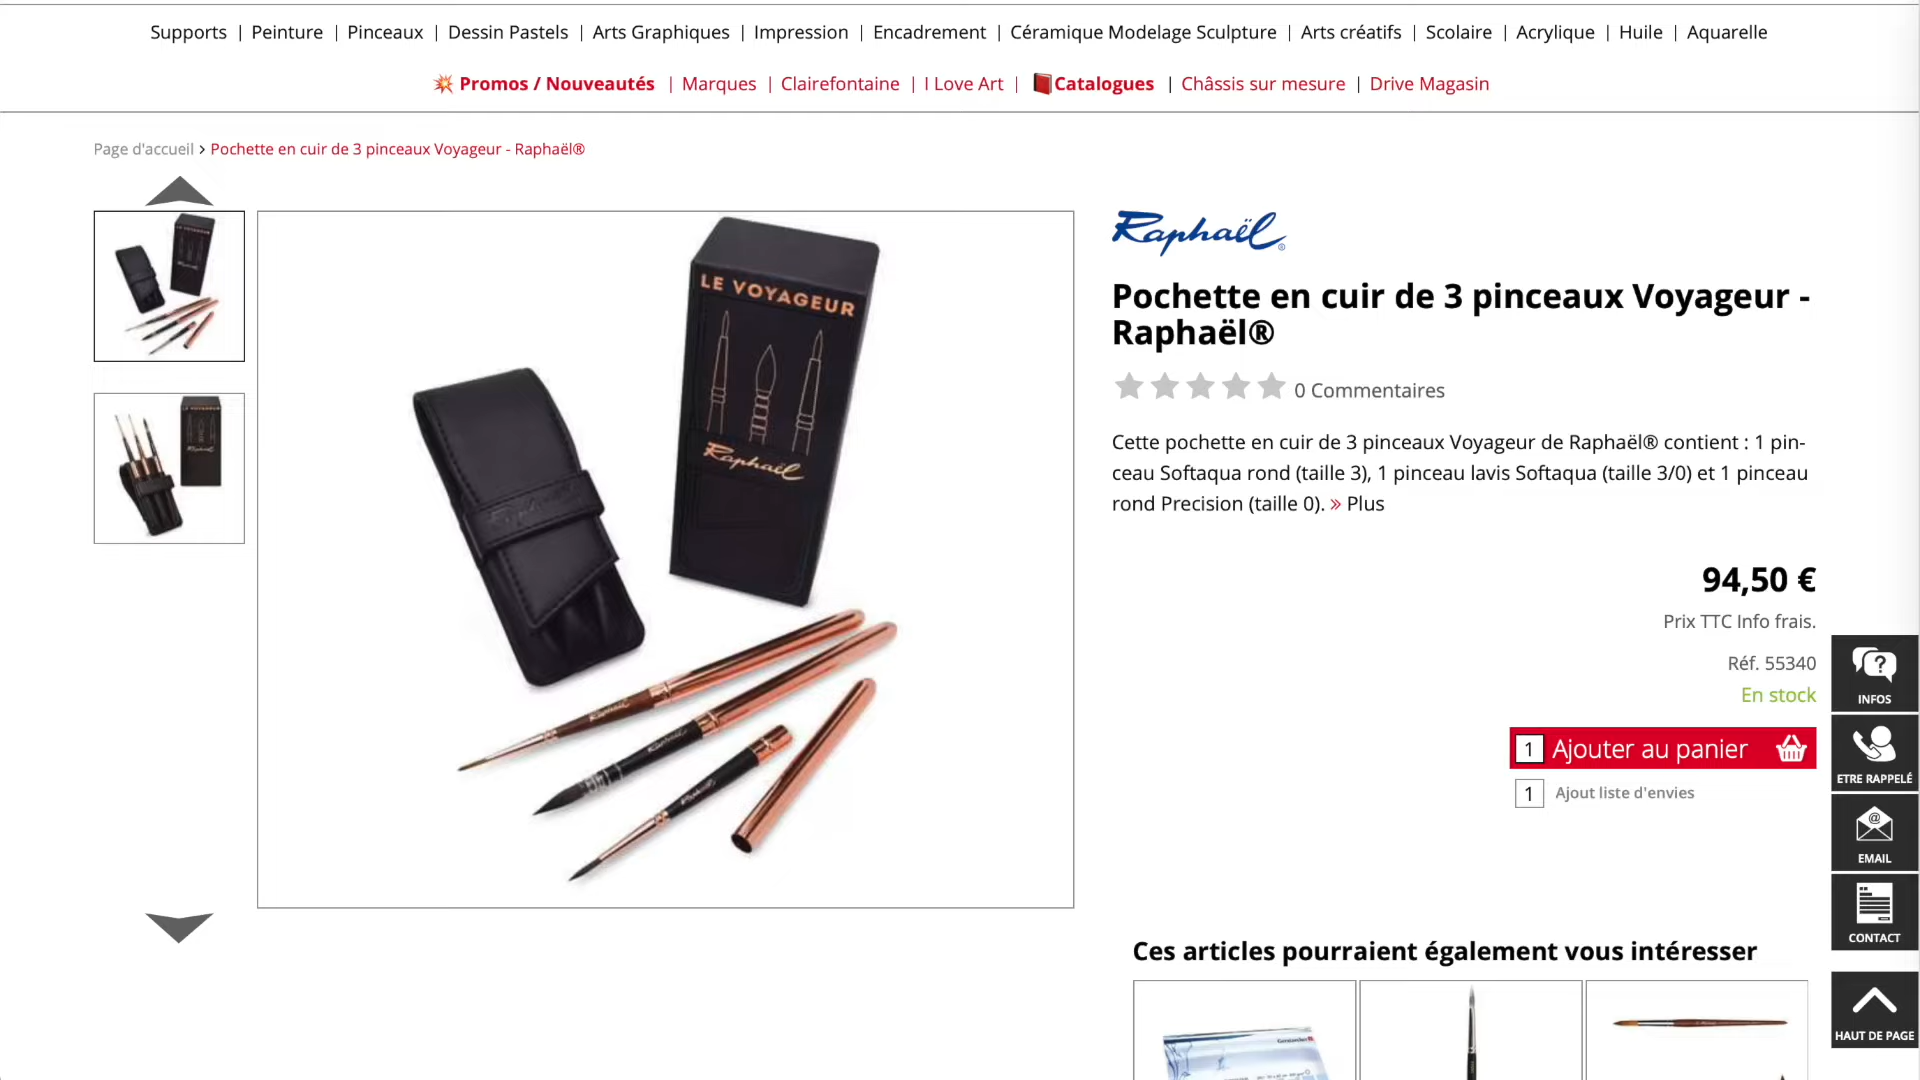 Supports | Peinture | Pinceaux | Dessin Pastels | Arts Graphiques | Impression | Encadrement | Céramique Modelage Sculpture | Arts créatifs | Scolaire | Acrylique | Huile | Aquarelle
Promos / Nouveautés | Marques | Clairefontaine | I Love Art | Catalogues | Châssis sur mesure | Drive Magasin
Page d'accueil › Pochette en cuir de 3 pinceaux Voyageur - Raphaël®
LE VOYAGEUR
Raphaël
Raphaël
Raphaël
Raphaël
Raphaël
Raphaël®
Pochette en cuir de 3 pinceaux Voyageur -
Raphaël®
0 Commentaires
Cette pochette en cuir de 3 pinceaux Voyageur de Raphaël® contient : 1 pin-
ceau Softaqua rond (taille 3), 1 pinceau lavis Softaqua (taille 3/0) et 1 pinceau
rond Precision (taille 0). » Plus
94,50 €
Prix TTC Info frais.
Réf. 55340
En stock
1 Ajouter au panier
1 Ajout liste d'envies
INFOS
ETRE RAPPELÉ
EMAIL
CONTACT
HAUT DE PAGE
Ces articles pourraient également vous intéresser